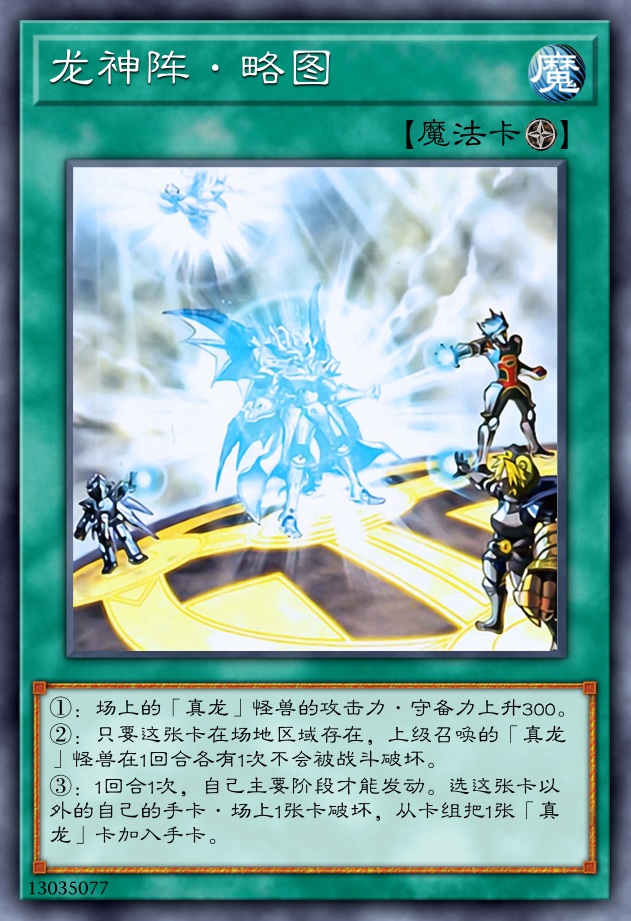 龙神阵·略图
魔
【魔法卡】
①：场上的「真龙」怪兽的攻击力·守备力上升300。
②：只要这张卡在场地区域存在，上级召唤的「真龙
」怪兽在1回合各有1次不会被战斗破坏。
③：1回合1次，自己主要阶段才能发动。选这张卡以
外的自己的手卡·场上1张卡破坏，从卡组把1张「真
龙」卡加入手卡。
13035077